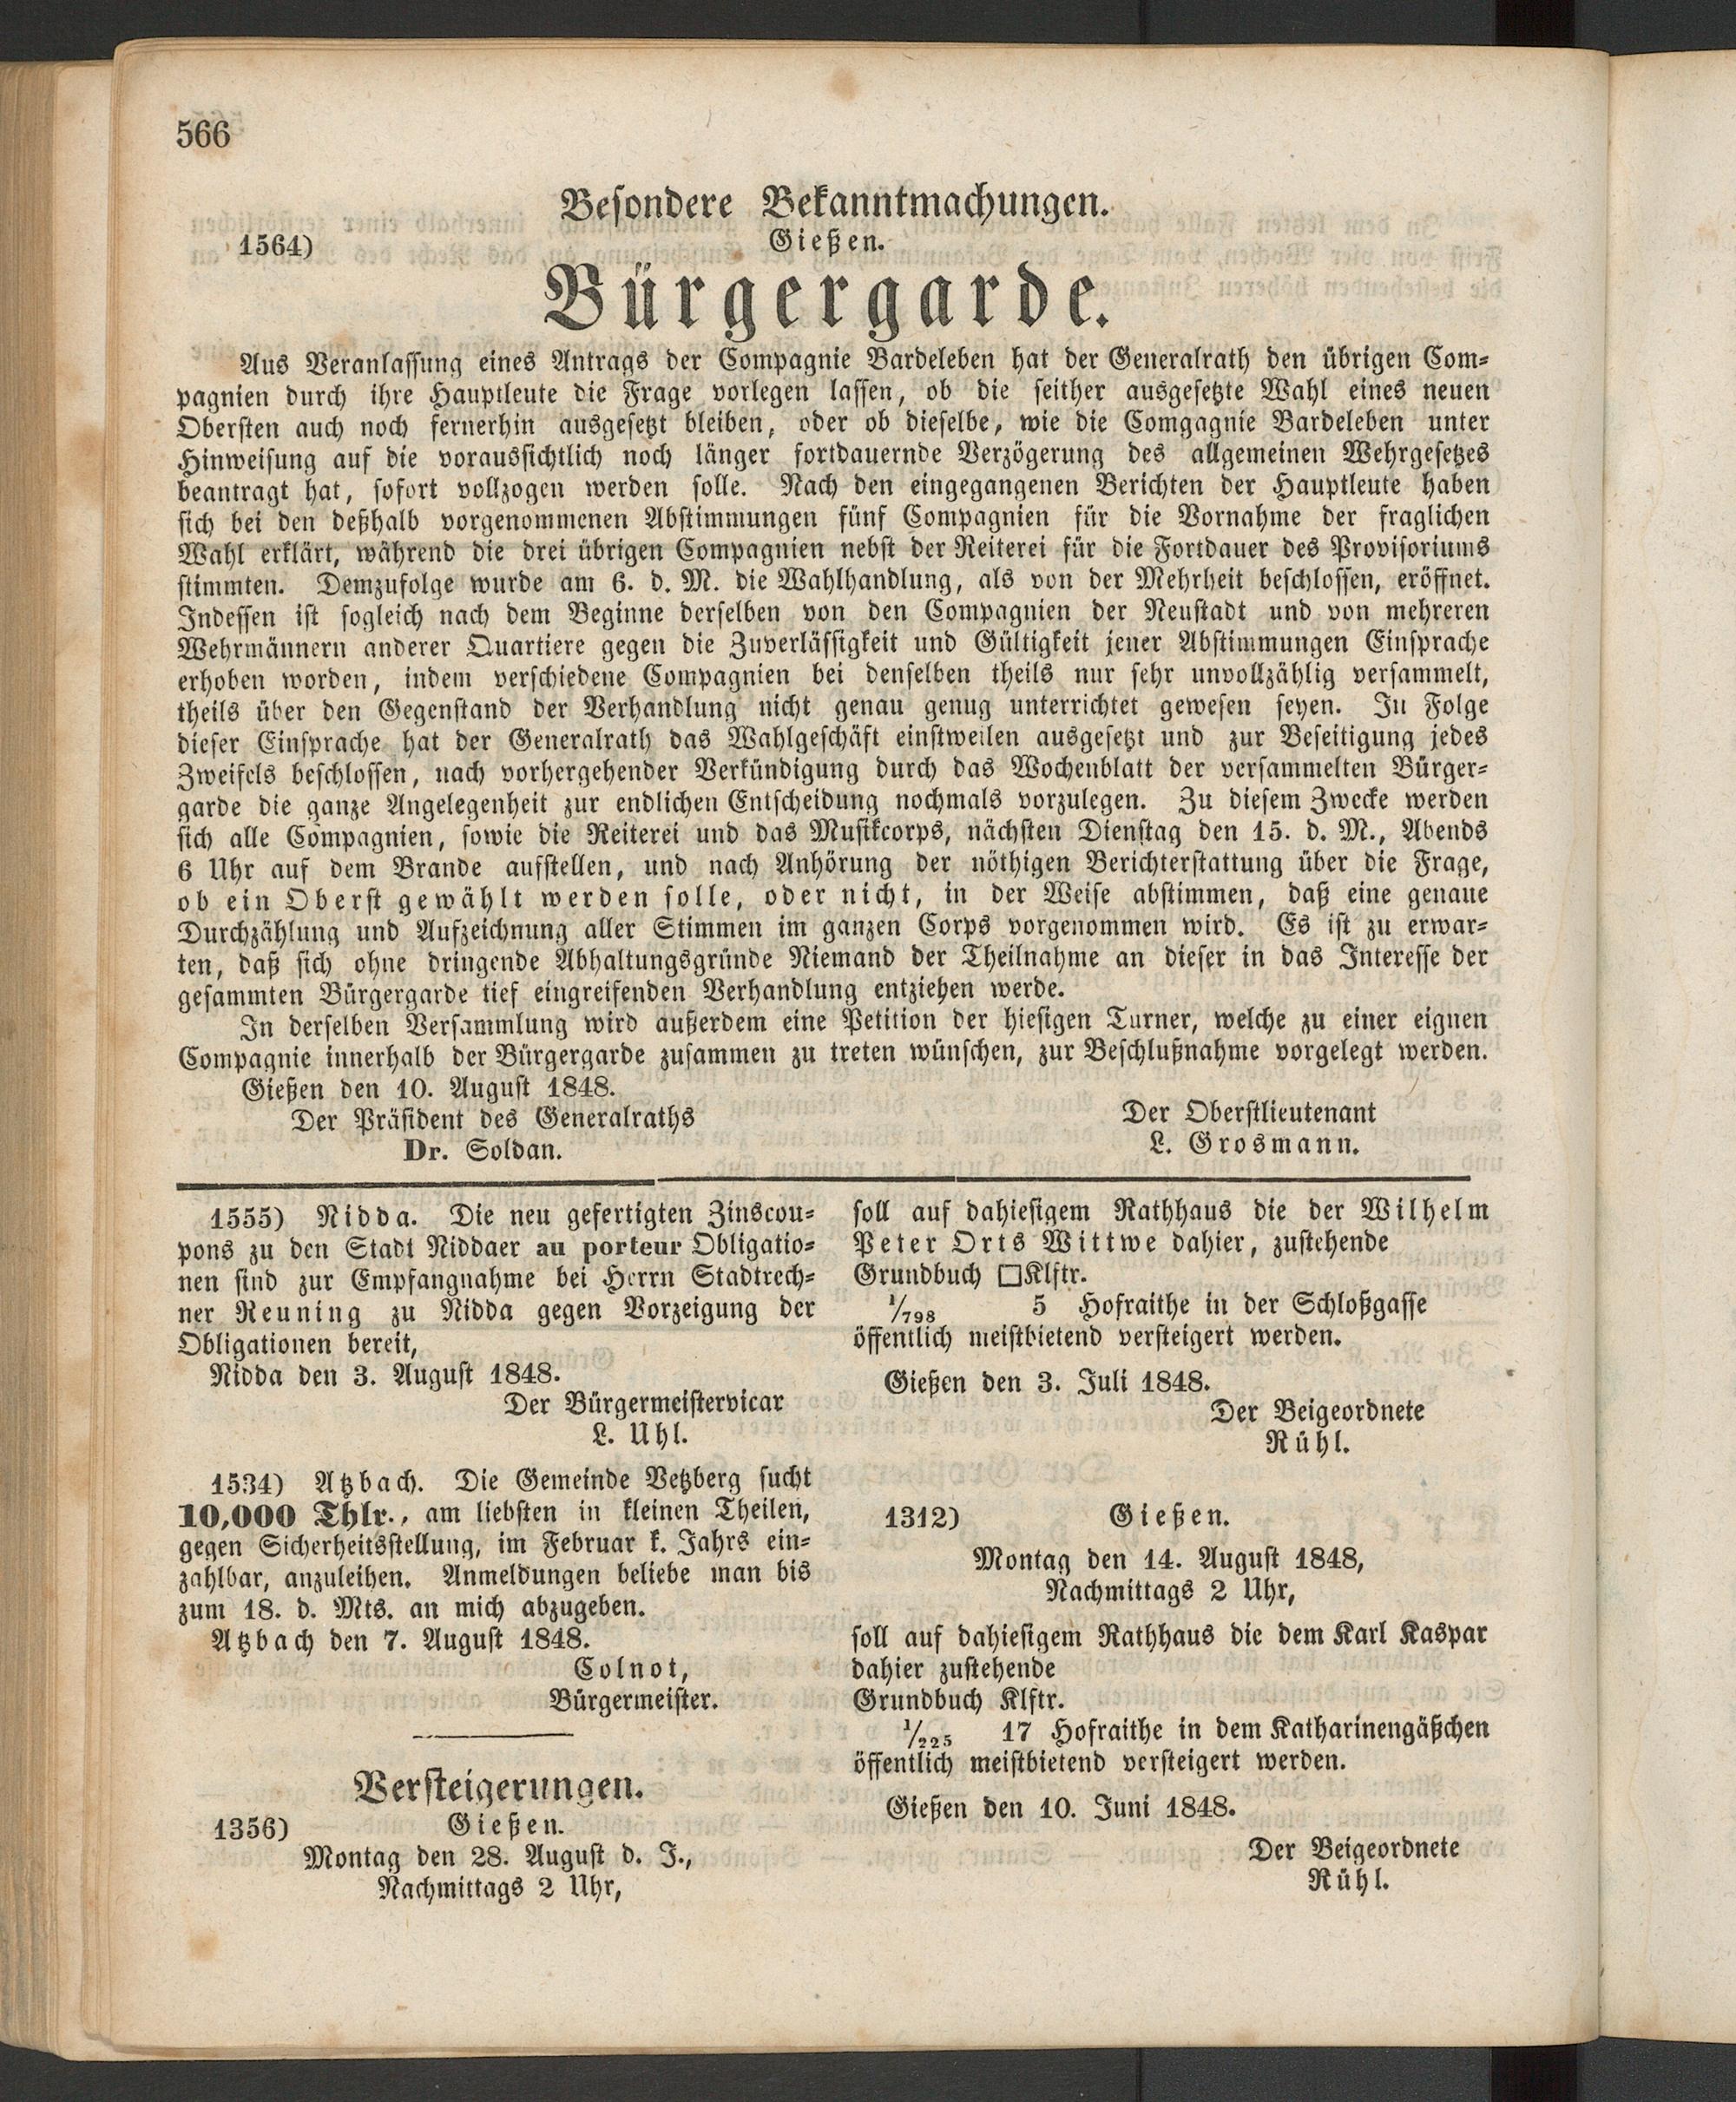 566
Besondere Bekanntmachungen.
1564) Gießen.
Bürgergarde.
Aus Veranlassung eines Antrags der Compagnie Bardeleben hat der Generalrath den übrigen Com-
pagnien durch ihre Hauptleute die Frage vorlegen lassen, ob die seither ausgesetzte Wahl eines neuen
Obersten auch noch fernerhin ausgesetzt bleiben, oder ob dieselbe, wie die Comgagnie Bardeleben unter
Hinweisung auf die voraussichtlich noch länger fortdauernde Verzögerung des allgemeinen Wehrgesetzes
beantragt hat, sofort vollzogen werden solle. Nach den eingegangenen Berichten der Hauptleute haben
sich bei den deßhalb vorgenommenen Abstimmungen fünf Compagnien für die Vornahme der fraglichen
Wahl erklärt, während die drei übrigen Compagnien nebst der Reiterei für die Fortdauer des Provisoriums
stimmten. Demzufolge wurde am 6. d. M. die Wahlhandlung, als von der Mehrheit beschlossen, eröffnet.
Indessen ist sogleich nach dem Beginne derselben von den Compagnien der Neustadt und von mehreren
Wehrmännern anderer Quartiere gegen die Zuverlässigkeit und Gültigkeit jener Abstimmungen Einsprache
erhoben worden, indem verschiedene Compagnien bei denselben theils nur sehr unvollzählig versammelt,
theils über den Gegenstand der Verhandlung nicht genau genug unterrichtet gewesen seyen. In Folge
dieser Einsprache hat der Generalrath das Wahlgeschäft einstweilen ausgesetzt und zur Beseitigung jedes
Zweifels beschlossen, nach vorhergehender Verkündigung durch das Wochenblatt der versammelten Bürger-
garde die ganze Angelegenheit zur endlichen Entscheidung nochmals vorzulegen. Zu diesem Zwecke werden
sich alle Compagnien, sowie die Reiterei und das Musikcorps, nächsten Dienstag den 15. d. M., Abends
6 Uhr auf dem Brande aufstellen, und nach Anhörung der nöthigen Berichterstattung über die Frage,
ob ein Oberst gewählt werden solle, oder nicht, in der Weise abstimmen, daß eine genaue
Durchzählung und Aufzeichnung aller Stimmen im ganzen Corps vorgenommen wird. Es ist zu erwar-
ten, daß sich ohne dringende Abhaltungsgründe Niemand der Theilnahme an dieser in das Interesse der
gesammten Bürgergarde tief eingreifenden Verhandlung entziehen werde.
In derselben Versammlung wird außerdem eine Petition der hiesigen Turner, welche zu einer eignen
Compagnie innerhalb der Bürgergarde zusammen zu treten wünschen, zur Beschlußnahme vorgelegt werden.
Gießen den 10. August 1848.
Der Präsident des Generalraths
Dr. Soldan.
Der Oberstlieutenant
L. Grosmann.
1555) Nidda. Die neu gefertigten Zinscou-
pons zu den Stadt Niddaer au porteur Obligatio-
nen sind zur Empfangnahme bei Herrn Stadtrech-
ner Reuning zu Nidda gegen Vorzeigung der
Obligationen bereit,
Nidda den 3. August 1848.
Der Bürgermeistervicar
L. Uhl.
1534) Atzbach. Die Gemeinde Vetzberg sucht
10,000 Thlr., am liebsten in kleinen Theilen,
gegen Sicherheitsstellung, im Februar k. Jahrs ein-
zahlbar, anzuleihen. Anmeldungen beliebe man bis
zum 18. d. Mts. an mich abzugeben.
Atzbach den 7. August 1848.
Colnot,
Bürgermeister.
Versteigerungen.
1356) Gießen.
Montag den 28. August d. J.,
Nachmittags 2 Uhr,
soll auf dahiesigem Rathhaus die der Wilhelm
Peter Orts Wittwe dahier, zustehende
Grundbuch □Klftr.
1/798 5 Hofraithe in der Schloßgasse
öffentlich meistbietend versteigert werden.
Gießen den 3. Juli 1848.
Der Beigeordnete
Rühl.
1312) Gießen.
Montag den 14. August 1848,
Nachmittags 2 Uhr,
soll auf dahiesigem Rathhaus die dem Karl Kaspar
dahier zustehende
Grundbuch Klftr.
1/225 17 Hofraithe in dem Katharinengäßchen
öffentlich meistbietend versteigert werden.
Gießen den 10. Juni 1848.
Der Beigeordnete
Rühl.